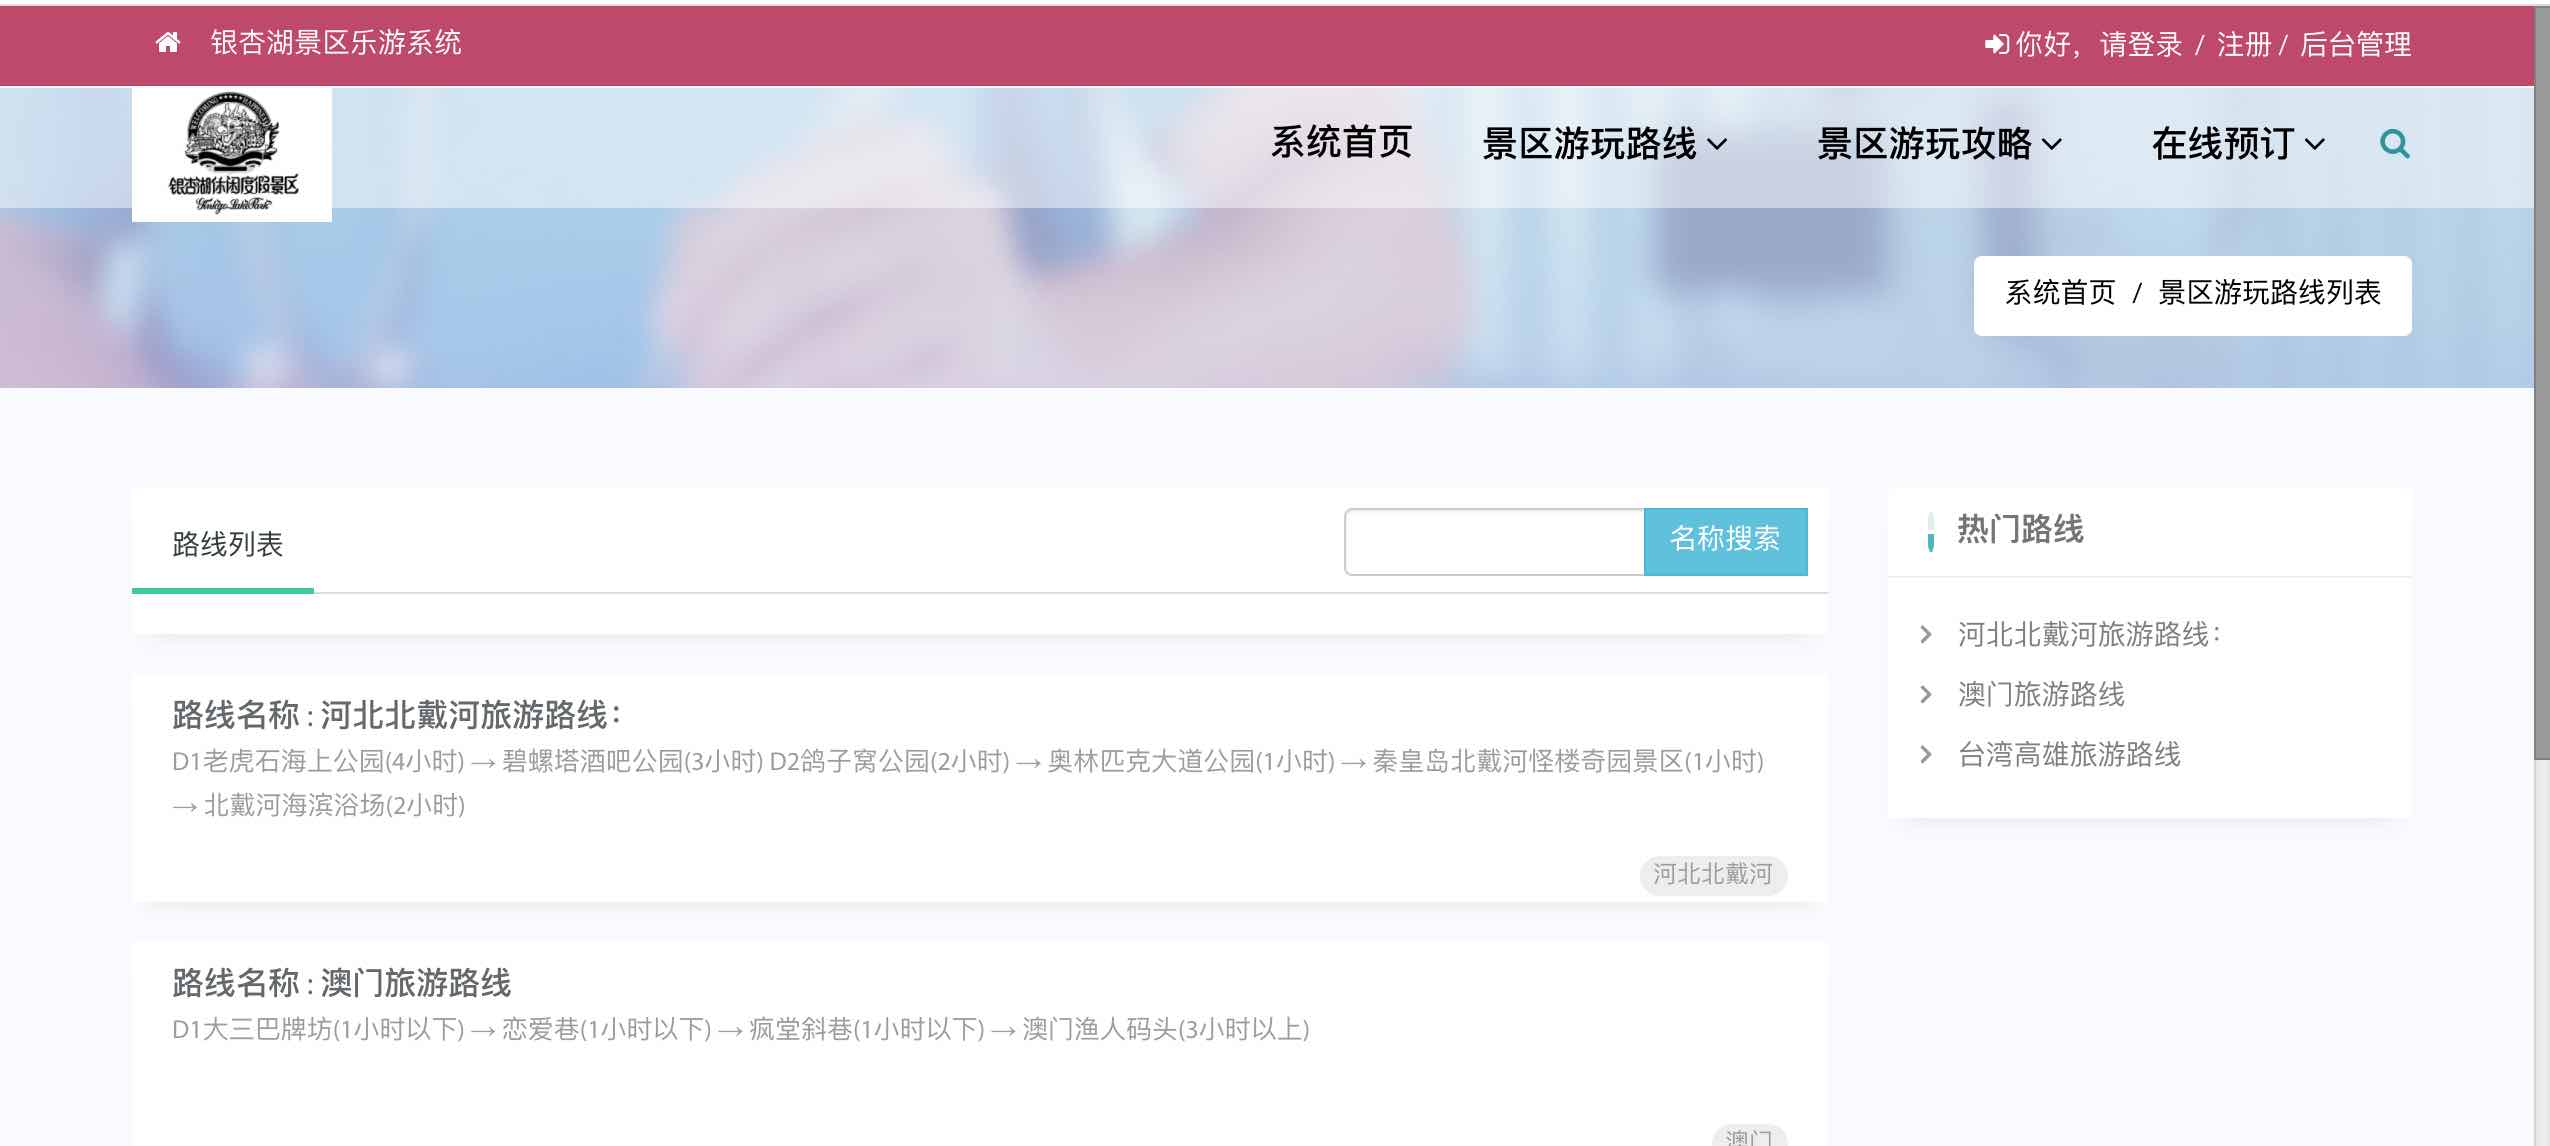 银杏湖景区乐游系统
你好，请登录 / 注册 / 后台管理
银杏湖休闲度假景区
Ginkgo Lake Park
系统首页 景区游玩路线 景区游玩攻略 在线预订
系统首页 / 景区游玩路线列表
路线列表
名称搜索
路线名称 : 河北北戴河旅游路线：
D1老虎石海上公园(4小时) → 碧螺塔酒吧公园(3小时) D2鸽子窝公园(2小时) → 奥林匹克大道公园(1小时) → 秦皇岛北戴河怪楼奇园景区(1小时)
→ 北戴河海滨浴场(2小时)
河北北戴河
路线名称 : 澳门旅游路线
D1大三巴牌坊(1小时以下) → 恋爱巷(1小时以下) → 疯堂斜巷(1小时以下) → 澳门渔人码头(3小时以上)
澳门
热门路线
河北北戴河旅游路线：
澳门旅游路线
台湾高雄旅游路线